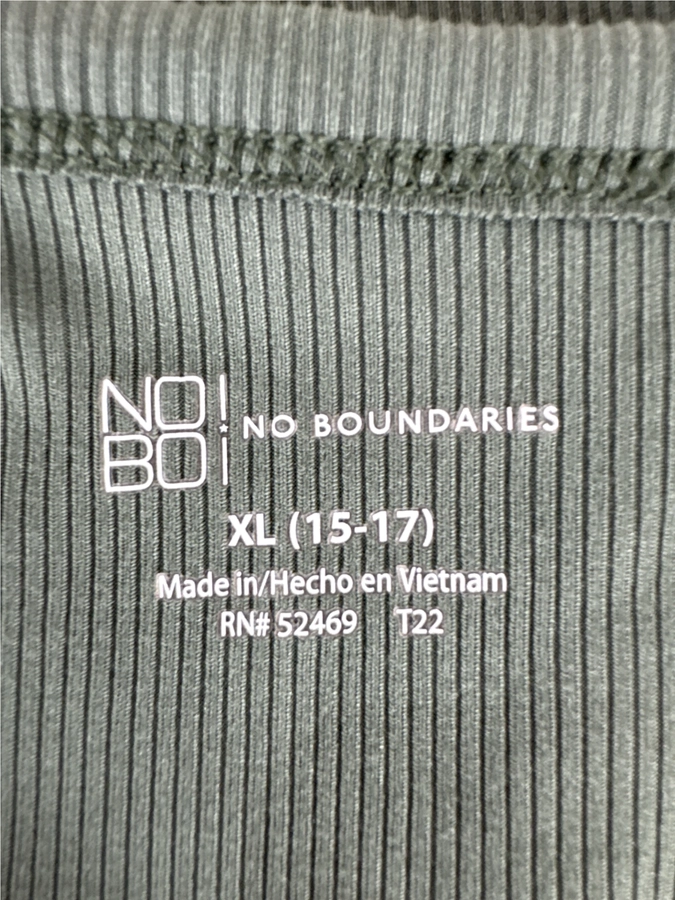 NO!
BO!
NO BOUNDARIES
XL (15-17)
Made in/Hecho en Vietnam
RN# 52469 T22